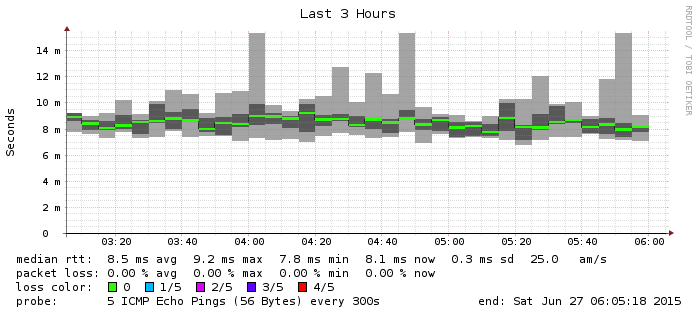 Last 3 Hours
RRDTOOL / TOBI OETIKER
Seconds
14 m
12 m
10 m
8 m
6 m
4 m
2 m
0
03:20 03:40 04:00 04:20 04:40 05:00 05:20 05:40 06:00
median rtt: 8.5 ms avg 9.2 ms max 7.8 ms min 8.1 ms now 0.3 ms sd 25.0 am/s
packet loss: 0.00 % avg 0.00 % max 0.00 % min 0.00 % now
loss color: 0 1/5 2/5 3/5 4/5
probe: 5 ICMP Echo Pings (56 Bytes) every 300s end: Sat Jun 27 06:05:18 2015